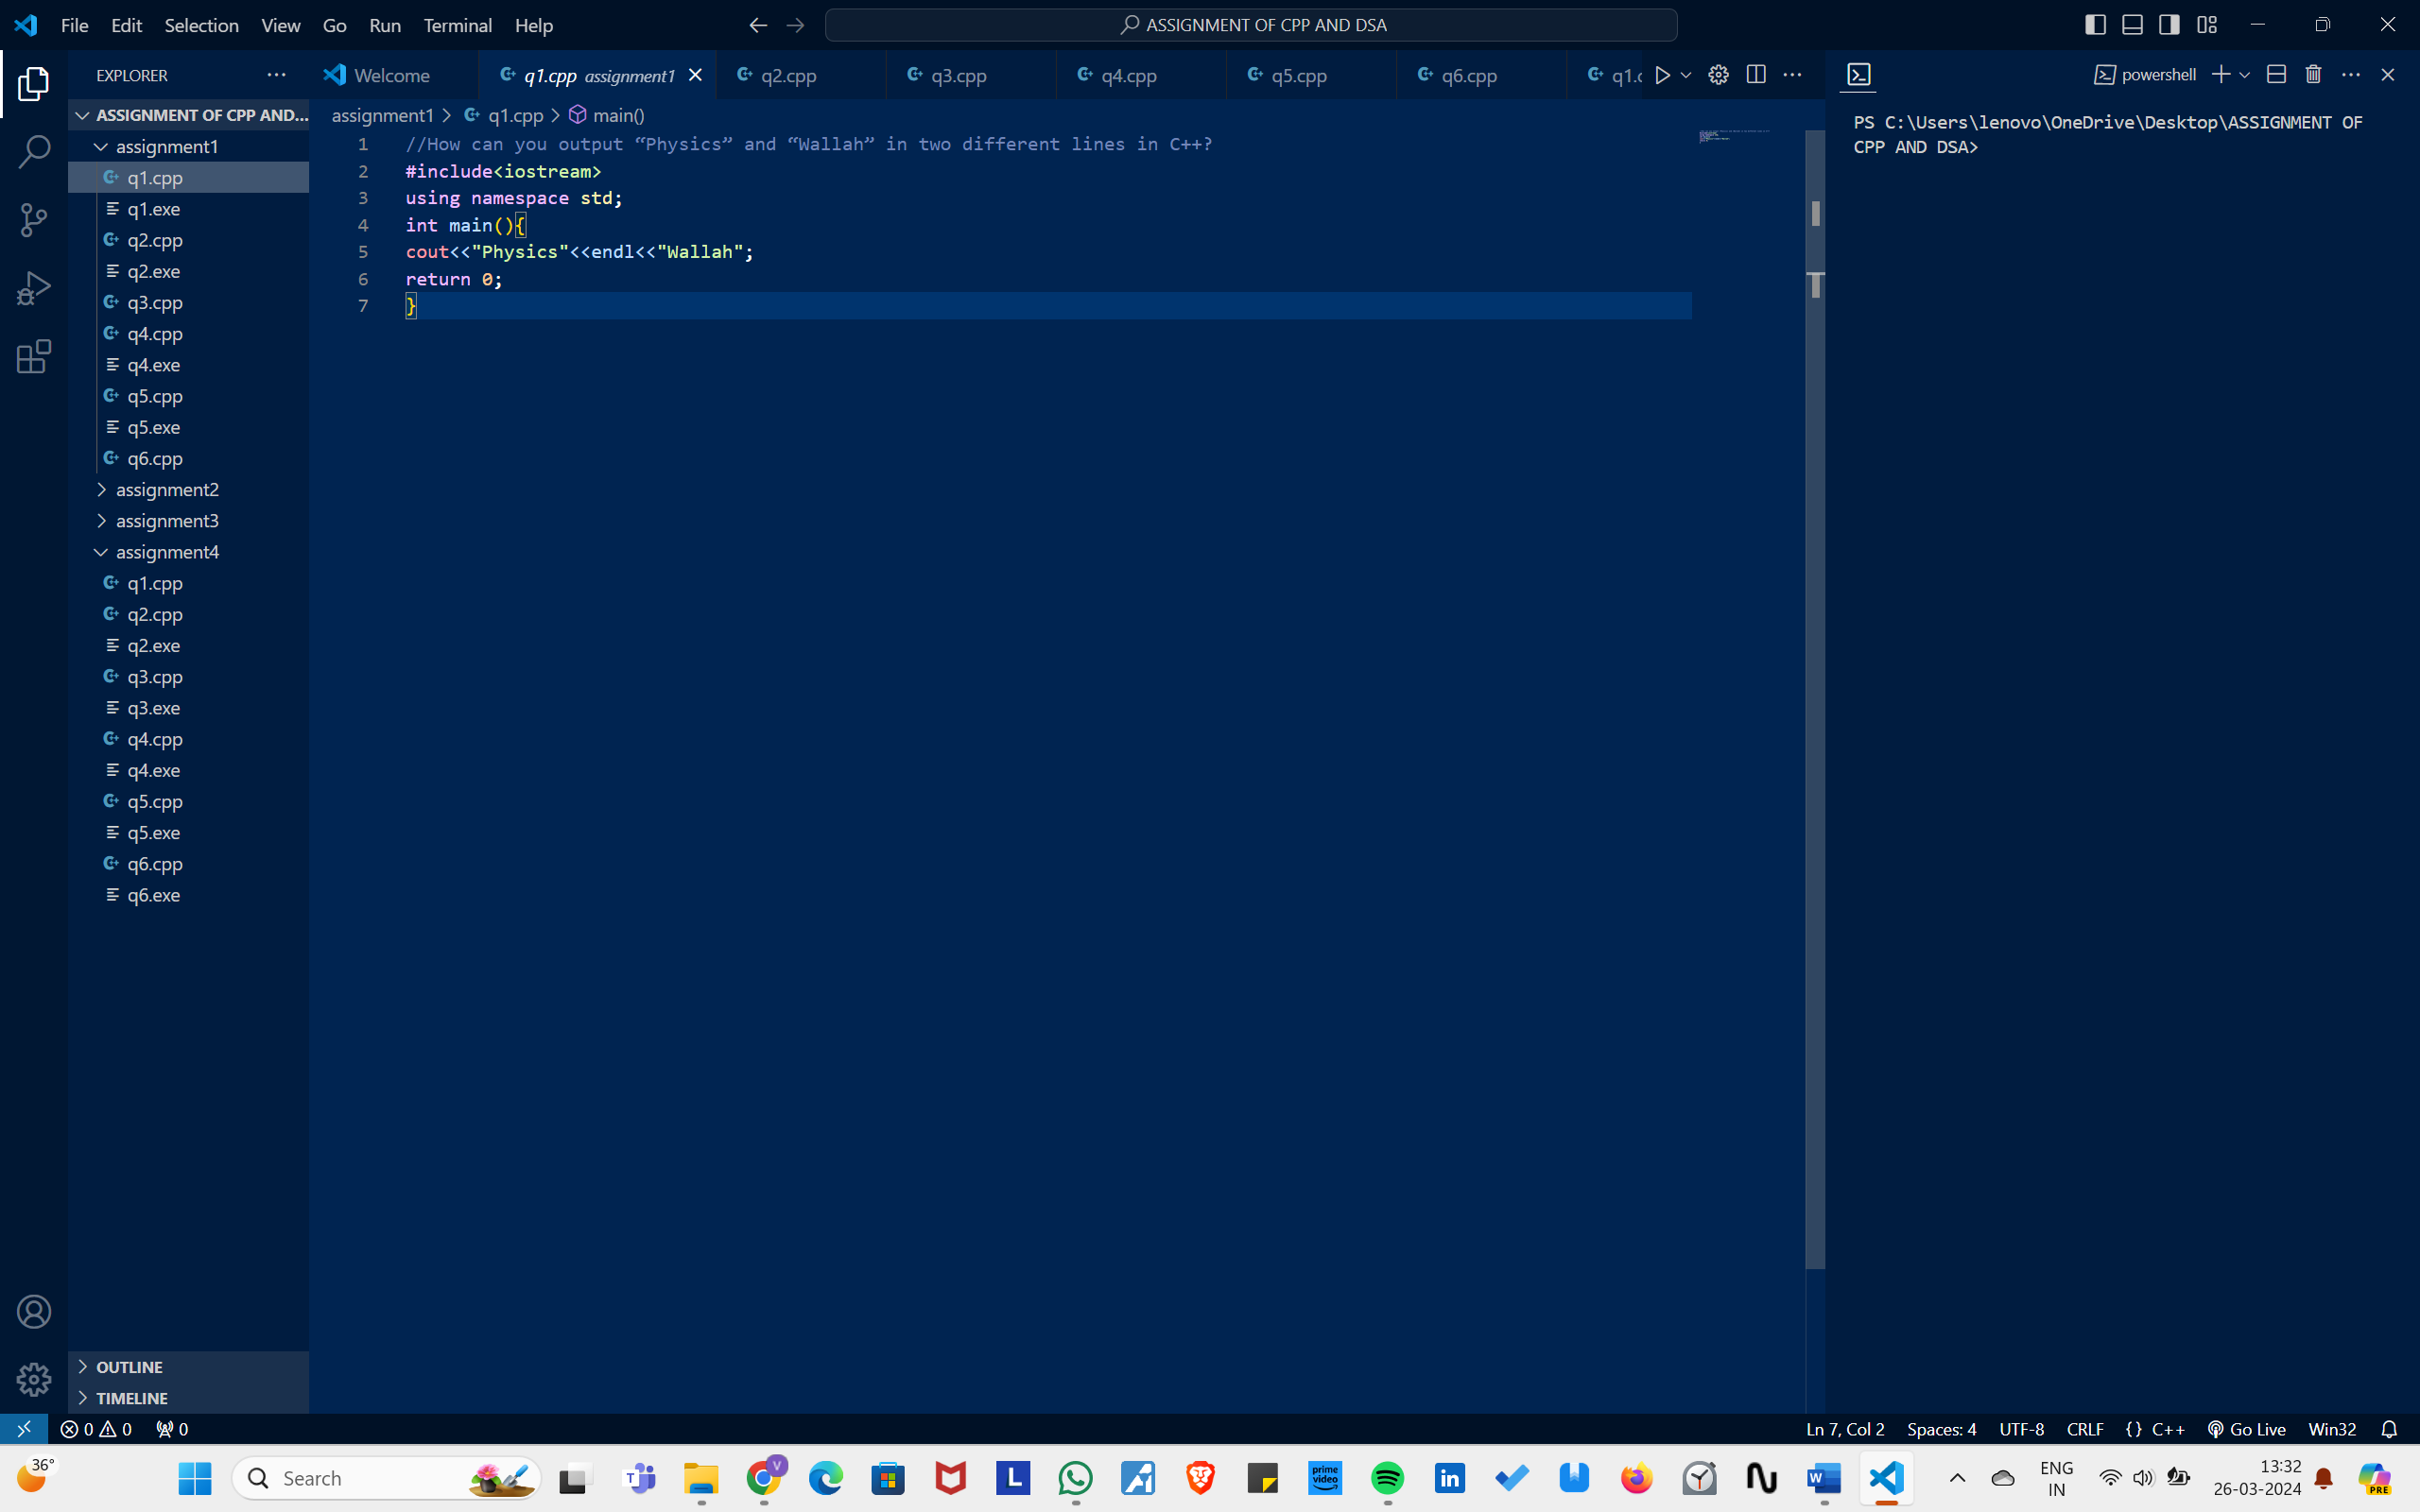 File Edit Selection View Go Run Terminal Help
ASSIGNMENT OF CPP AND DSA
EXPLORER
ASSIGNMENT OF CPP AND...
assignment1
q1.cpp
q1.exe
q2.cpp
q2.exe
q3.cpp
q4.cpp
q4.exe
q5.cpp
q5.exe
q6.cpp
assignment2
assignment3
assignment4
q1.cpp
q2.cpp
q2.exe
q3.cpp
q3.exe
q4.cpp
q4.exe
q5.cpp
q5.exe
q6.cpp
q6.exe
OUTLINE
TIMELINE
Welcome q1.cpp assignment1 q2.cpp q3.cpp q4.cpp q5.cpp q6.cpp q1.c
assignment1 > q1.cpp > main()
1 //How can you output “Physics” and “Wallah” in two different lines in C++?
2 #include<iostream>
3 using namespace std;
4 int main(){
5 cout<<"Physics"<<endl<<"Wallah";
6 return 0;
7 }
powershell
PS C:\Users\lenovo\OneDrive\Desktop\ASSIGNMENT OF
CPP AND DSA>
0 0 0
Ln 7, Col 2 Spaces: 4 UTF-8 CRLF {} C++ Go Live Win32
36°
Search
T
V
L
prime
video
in
W
ENG
IN
13:32
26-03-2024
PRE